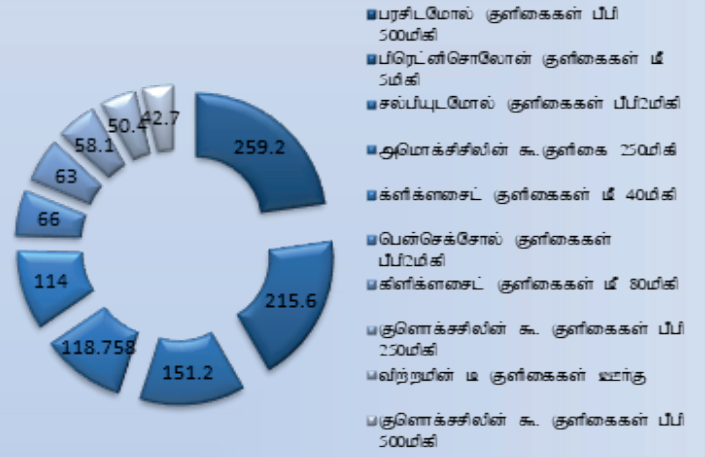 259.2
215.6
151.2
118.758
114
66
63
58.1
50.4
42.7
பரசிடமோல் குளிகைகள் பீபி
500மிகி
பிரெட்னிசொலோன் குளிகைகள் மீ
5மிகி
சல்பியுடமோல் குளிகைகள் பீபி2மிகி
அமொக்சிசிலின் கூ.குளிகை 250மிகி
க்ளிக்ளசைட் குளிகைகள் மீ 40மிகி
பென்செக்சோல் குளிகைகள்
பீபி2மிகி
கிளிக்ளசைட் குளிகைகள் மீ 80மிகி
குளொக்சசிலின் கூ. குளிகைகள் பீபி
250மிகி
விற்றமின் டி குளிகைகள்
குளொக்சசிலின் கூ. குளிகைகள் பீபி
500மிகி